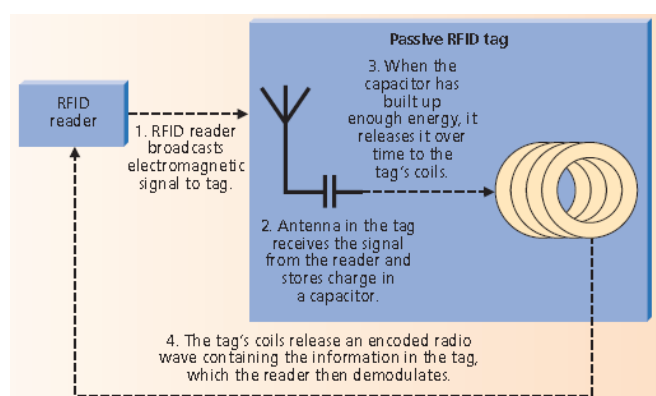 Passive RFID tag
RFID
reader
1. RFID reader
broadcasts
electromagnetic
signal to tag.
3. When the
capacitor has
built up
enough energy, it
releases it over
time to the
tag's coils.
2. Antenna in the tag
receives the signal
from the reader and
stores charge in
a capacitor.
4. The tag's coils release an encoded radio
wave containing the information in the tag,
which the reader then demodulates.